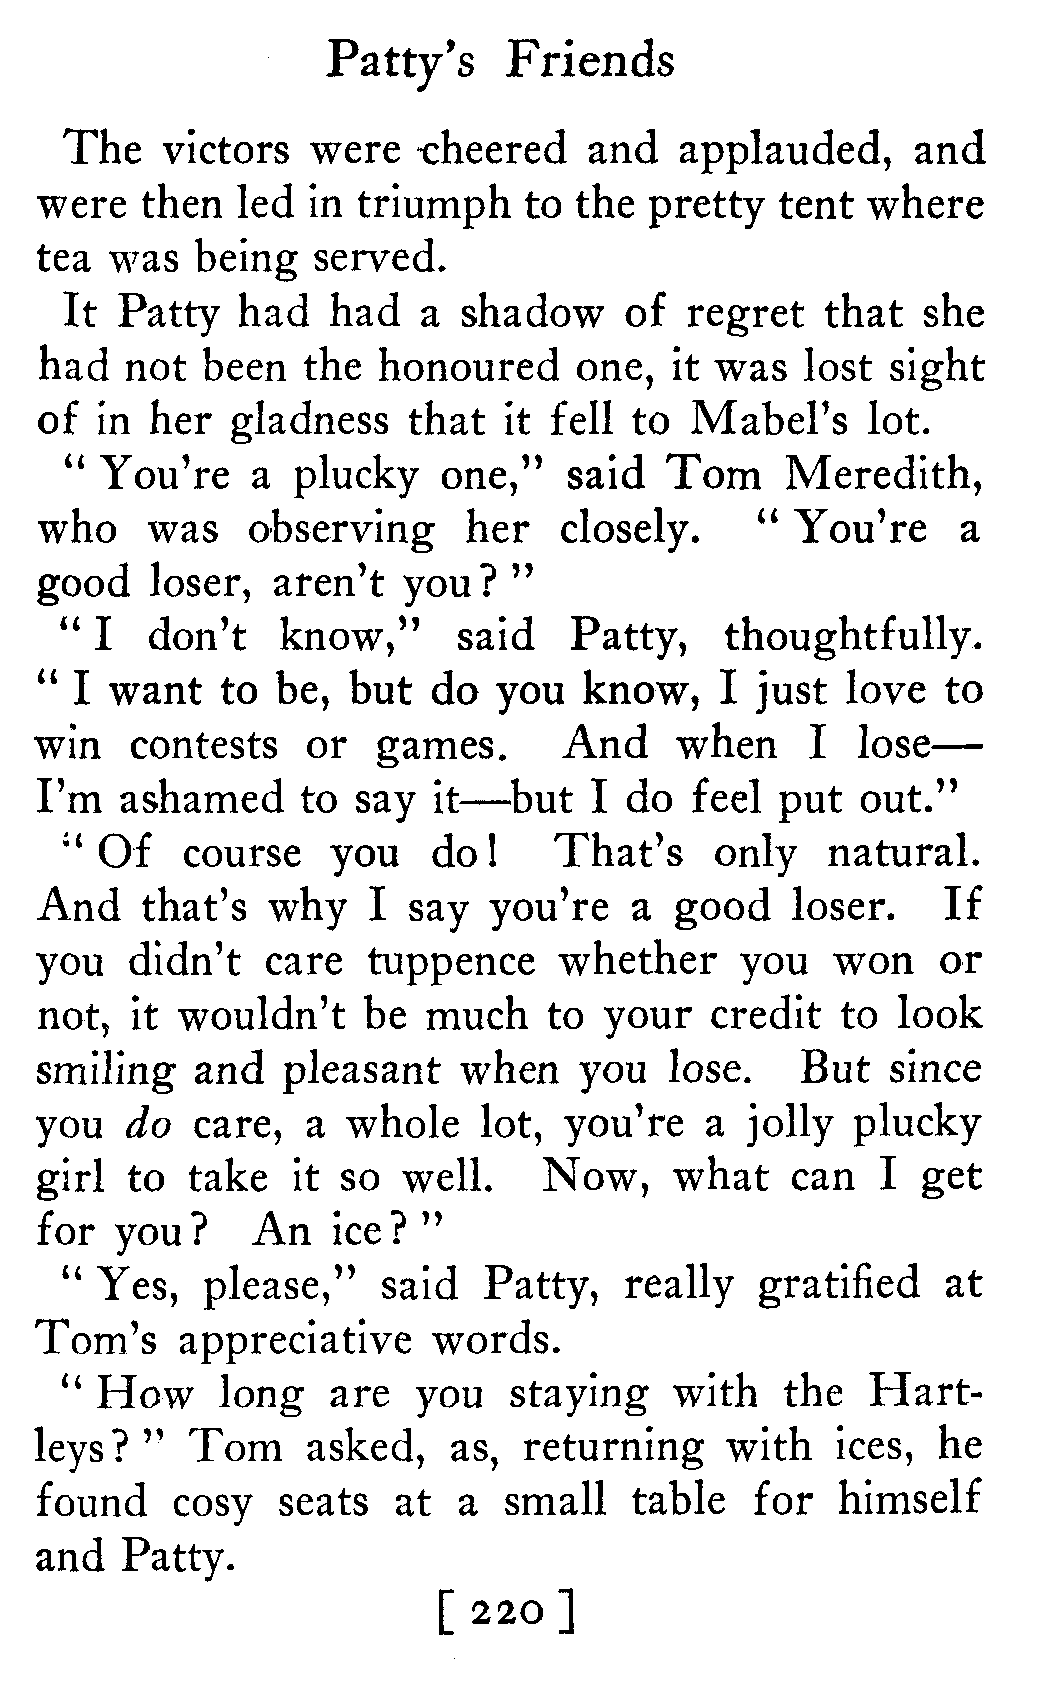 Patty's Friends
The victors were cheered and applauded, and
were then led in triumph to the pretty tent where
tea was being served.
It Patty had had a shadow of regret that she
had not been the honoured one, it was lost sight
of in her gladness that it fell to Mabel's lot.
"You're a plucky one," said Tom Meredith,
who was observing her closely. "You're a
good loser, aren't you?"
"I don't know," said Patty, thoughtfully.
"I want to be, but do you know, I just love to
win contests or games. And when I lose—
I'm ashamed to say it—but I do feel put out."
"Of course you do! That's only natural.
And that's why I say you're a good loser. If
you didn't care tuppence whether you won or
not, it wouldn't be much to your credit to look
smiling and pleasant when you lose. But since
you do care, a whole lot, you're a jolly plucky
girl to take it so well. Now, what can I get
for you? An ice?"
"Yes, please," said Patty, really gratified at
Tom's appreciative words.
"How long are you staying with the Hart-
leys?" Tom asked, as, returning with ices, he
found cosy seats at a small table for himself
and Patty.
[ 220 ]